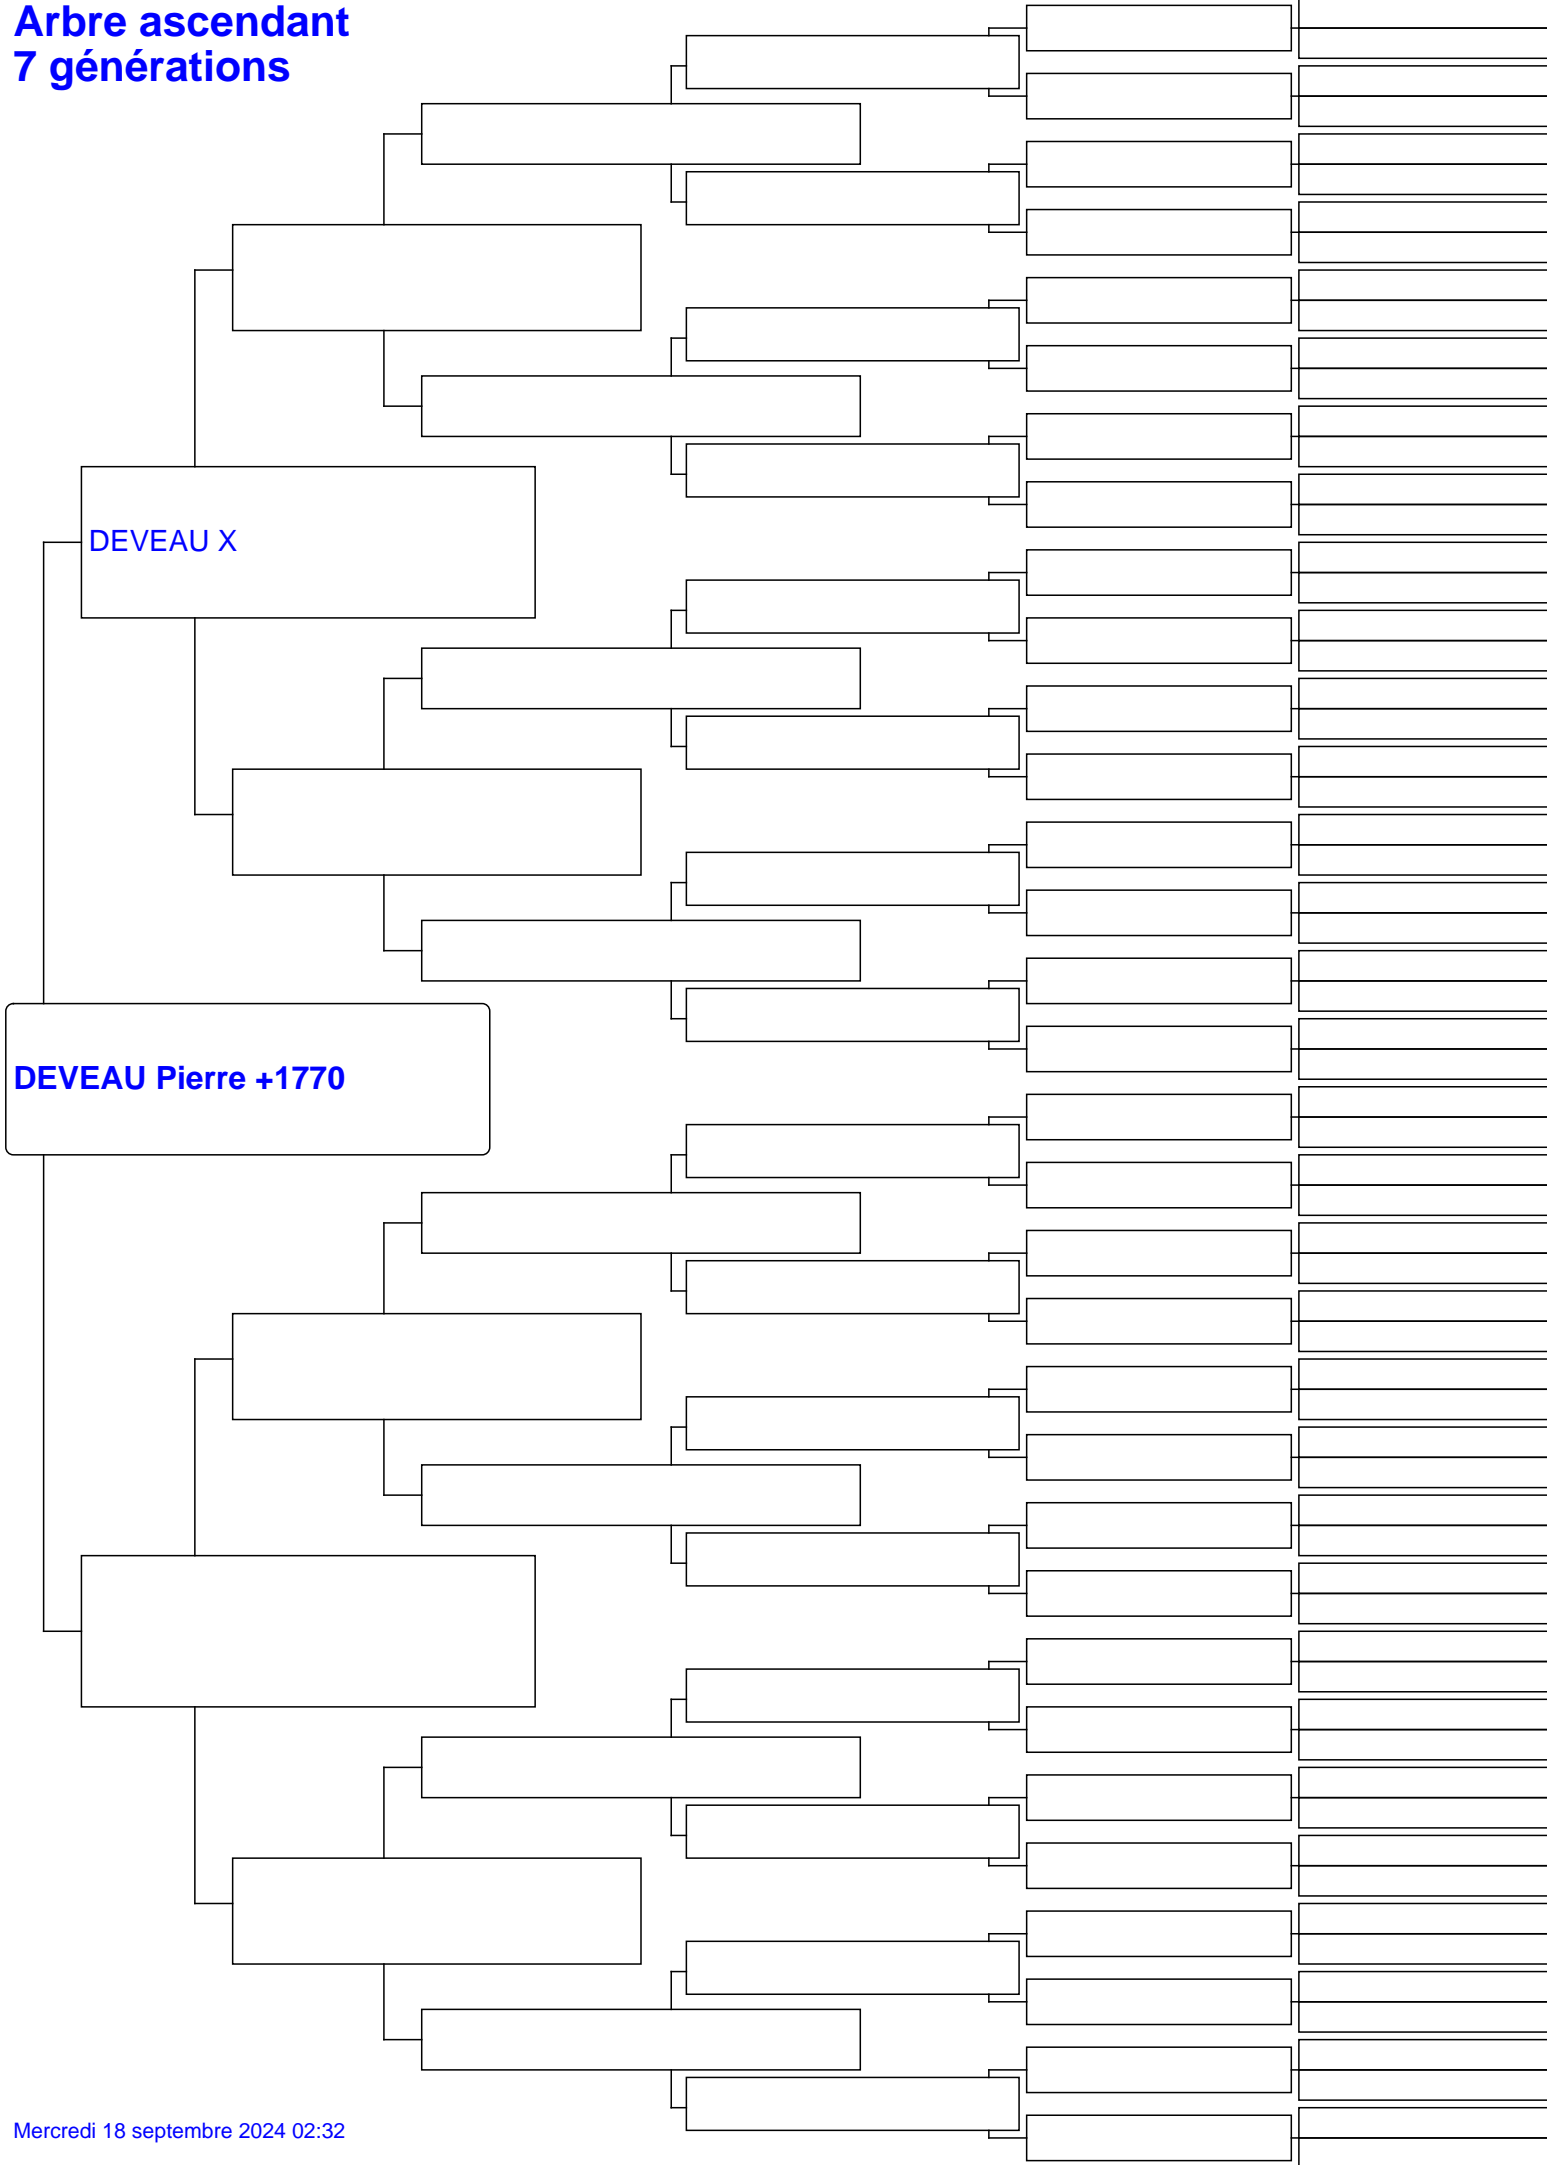 Arbre ascendant
7 générations
DEVEAU X
DEVEAU Pierre +1770
Mercredi 18 septembre 2024 02:32